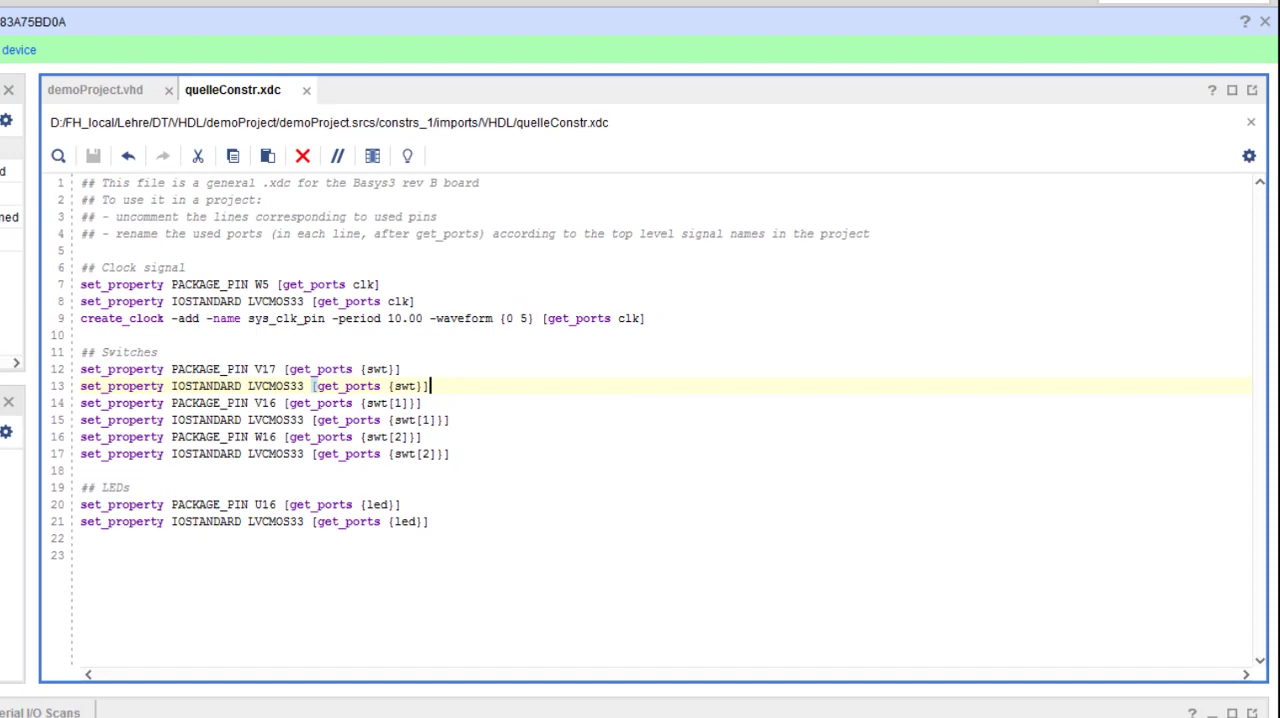 83A75BD0A
device
demoProject.vhd
quelleConstr.xdc
D:/FH_local/Lehre/DT/VHDL/demoProject/demoProject.srcs/constrs_1/imports/VHDL/quelleConstr.xdc
d
ned
1 ## This file is a general .xdc for the Basys3 rev B board
2 ## To use it in a project:
3 ## - uncomment the lines corresponding to used pins
4 ## - rename the used ports (in each line, after get_ports) according to the top level signal names in the project
5
6 ## Clock signal
7 set_property PACKAGE_PIN W5 [get_ports clk]
8 set_property IOSTANDARD LVCMOS33 [get_ports clk]
9 create_clock -add -name sys_clk_pin -period 10.00 -waveform {0 5} [get_ports clk]
10
11 ## Switches
12 set_property PACKAGE_PIN V17 [get_ports {swt}]
13 set_property IOSTANDARD LVCMOS33 [get_ports {swt}]
14 set_property PACKAGE_PIN V16 [get_ports {swt[1]}]
15 set_property IOSTANDARD LVCMOS33 [get_ports {swt[1]}]
16 set_property PACKAGE_PIN W16 [get_ports {swt[2]}]
17 set_property IOSTANDARD LVCMOS33 [get_ports {swt[2]}]
18
19 ## LEDs
20 set_property PACKAGE_PIN U16 [get_ports {led}]
21 set_property IOSTANDARD LVCMOS33 [get_ports {led}]
22
23
erial I/O Scans